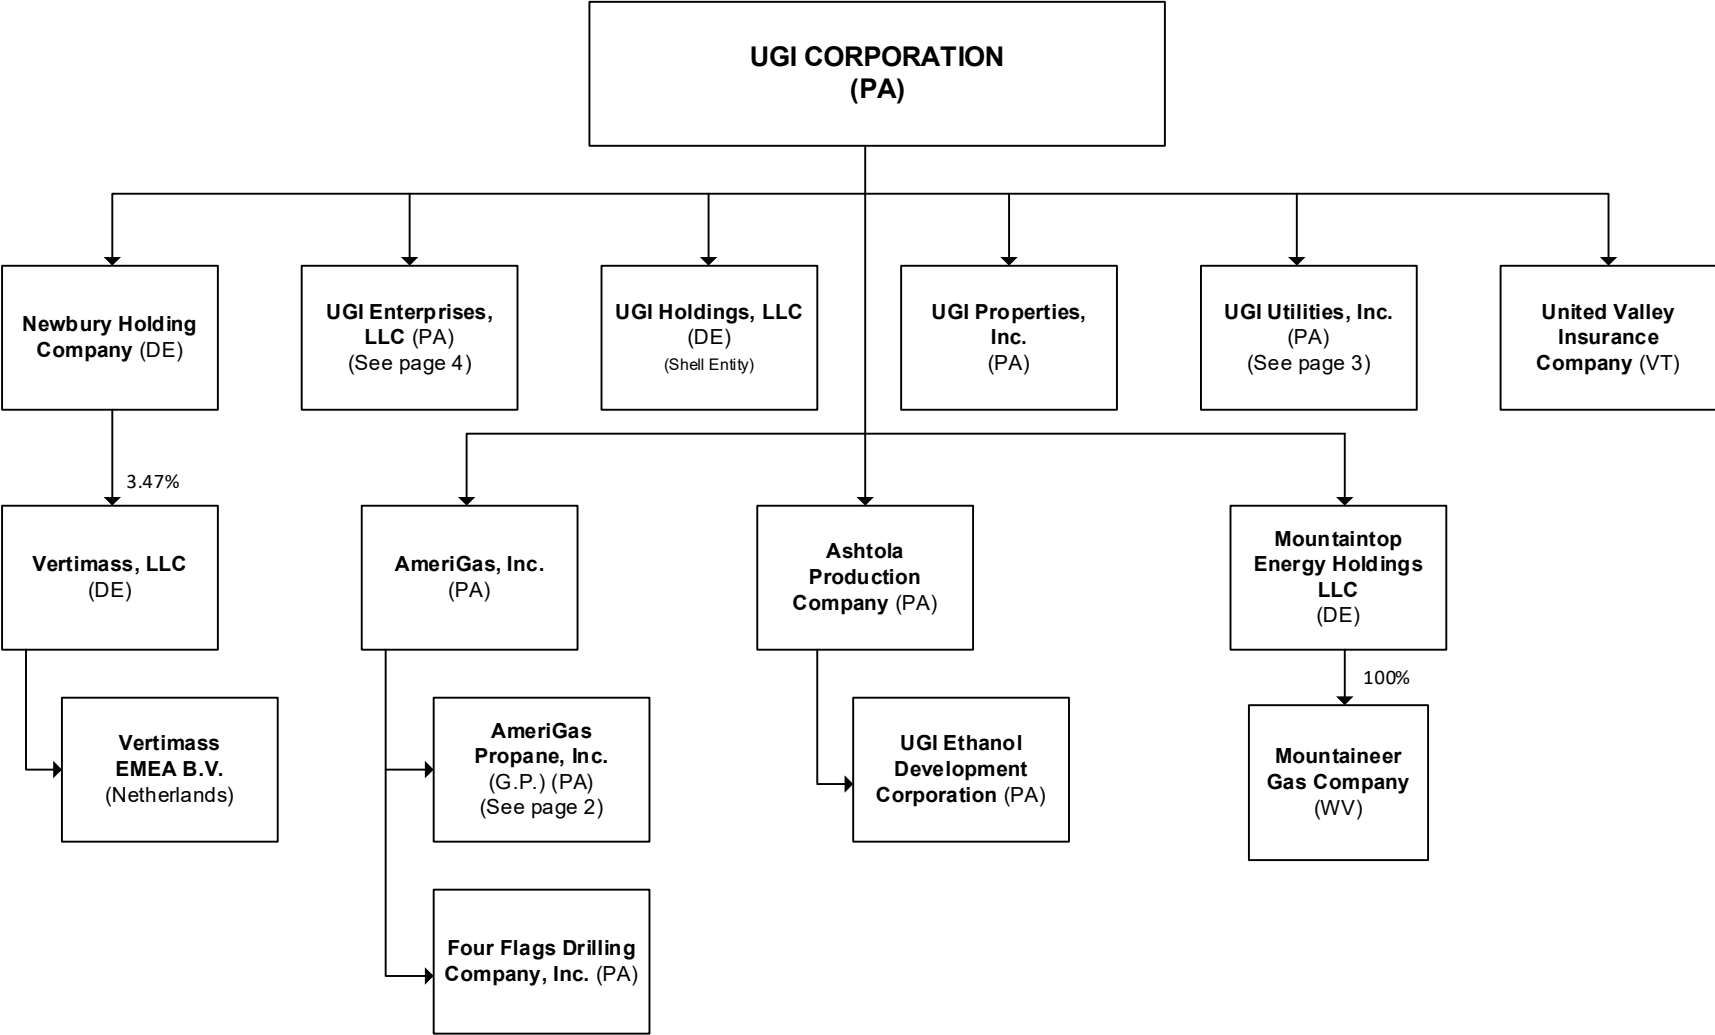 UGI CORPORATION
(PA)
Newbury Holding
Company (DE)
UGI Enterprises,
LLC (PA)
(See page 4)
UGI Holdings, LLC
(DE)
(Shell Entity)
UGI Properties,
Inc.
(PA)
UGI Utilities, Inc.
(PA)
(See page 3)
United Valley
Insurance
Company (VT)
3.47%
Vertimass, LLC
(DE)
AmeriGas, Inc.
(PA)
Ashtola
Production
Company (PA)
Mountaintop
Energy Holdings
LLC
(DE)
100%
Vertimass
EMEA B.V.
(Netherlands)
AmeriGas
Propane, Inc.
(G.P.) (PA)
(See page 2)
UGI Ethanol
Development
Corporation (PA)
Mountaineer
Gas Company
(WV)
Four Flags Drilling
Company, Inc. (PA)